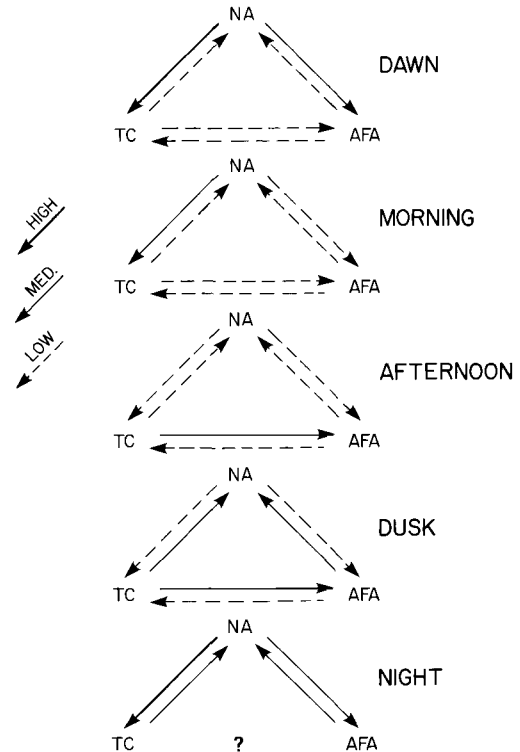 NA
DAWN
TC AFA
NA
HIGH
MORNING
MED.
TC AFA
LOW
NA
AFTERNOON
TC AFA
NA
DUSK
TC AFA
NA
NIGHT
TC ? AFA